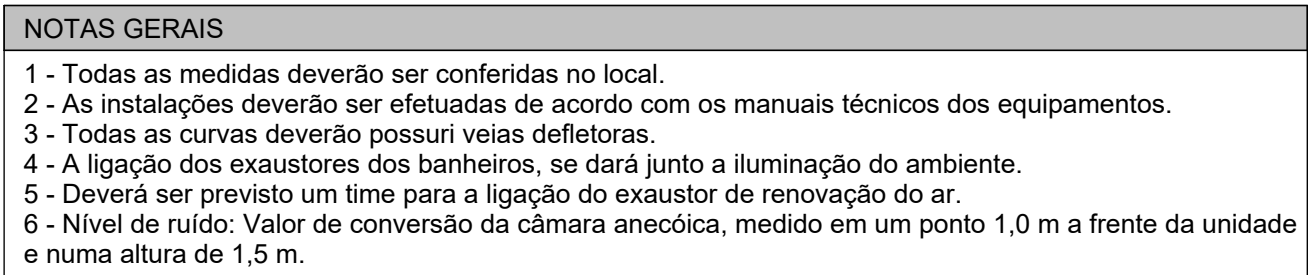 NOTAS GERAIS
1 - Todas as medidas deverão ser conferidas no local.
2 - As instalações deverão ser efetuadas de acordo com os manuais técnicos dos equipamentos.
3 - Todas as curvas deverão possuri veias defletoras.
4 - A ligação dos exaustores dos banheiros, se dará junto a iluminação do ambiente.
5 - Deverá ser previsto um time para a ligação do exaustor de renovação do ar.
6 - Nível de ruído: Valor de conversão da câmara anecóica, medido em um ponto 1,0 m a frente da unidade
e numa altura de 1,5 m.